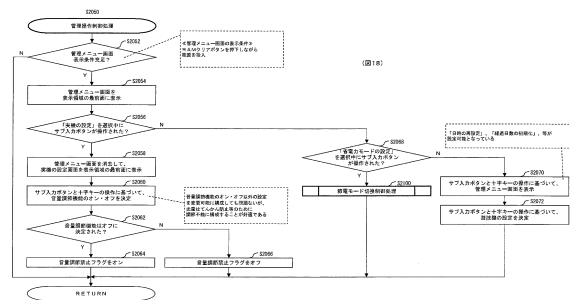 S2050
管理操作制御処理
S2052
管理メニュー画面
表示条件充足？
N
Y
＜管理メニュー画面の表示条件＞
RAMクリアボタンを押下しながら
電源を投入
(図18)
S2054
管理メニュー画面を
表示領域の最前面に表示
S2056
「実機の設定」を選択中に
サブ入力ボタンが操作された？
N
Y
S2058
管理メニュー画面を消去して、
実機の設定画面を表示領域の最前面に表示
S2060
サブ入力ボタンと十字キーの操作に基づいて、
音量調節機能のオン・オフを決定
音量調節機能のオン・オフ以外の設定
を変更可能に構成しても問題ないが、
調節不能に構成することが好適である
S2062
音量調節機能はオフに
決定された？
N
Y
S2064
音量調節禁止フラグをオン
S2066
音量調節禁止フラグをオフ
S2068
「省電力モードの設定」
を選択中にサブ入力ボタン
が操作された？
N
Y
S2100
節電モード切換制御処理
「日時の再設定」、「経過日数の初期化」、等が
設定可能となっている
S2070
サブ入力ボタンと十字キーの操作に基づいて、
管理メニュー画面を表示
S2072
サブ入力ボタンと十字キーの操作に基づいて、
遊技機の設定を決定
RETURN